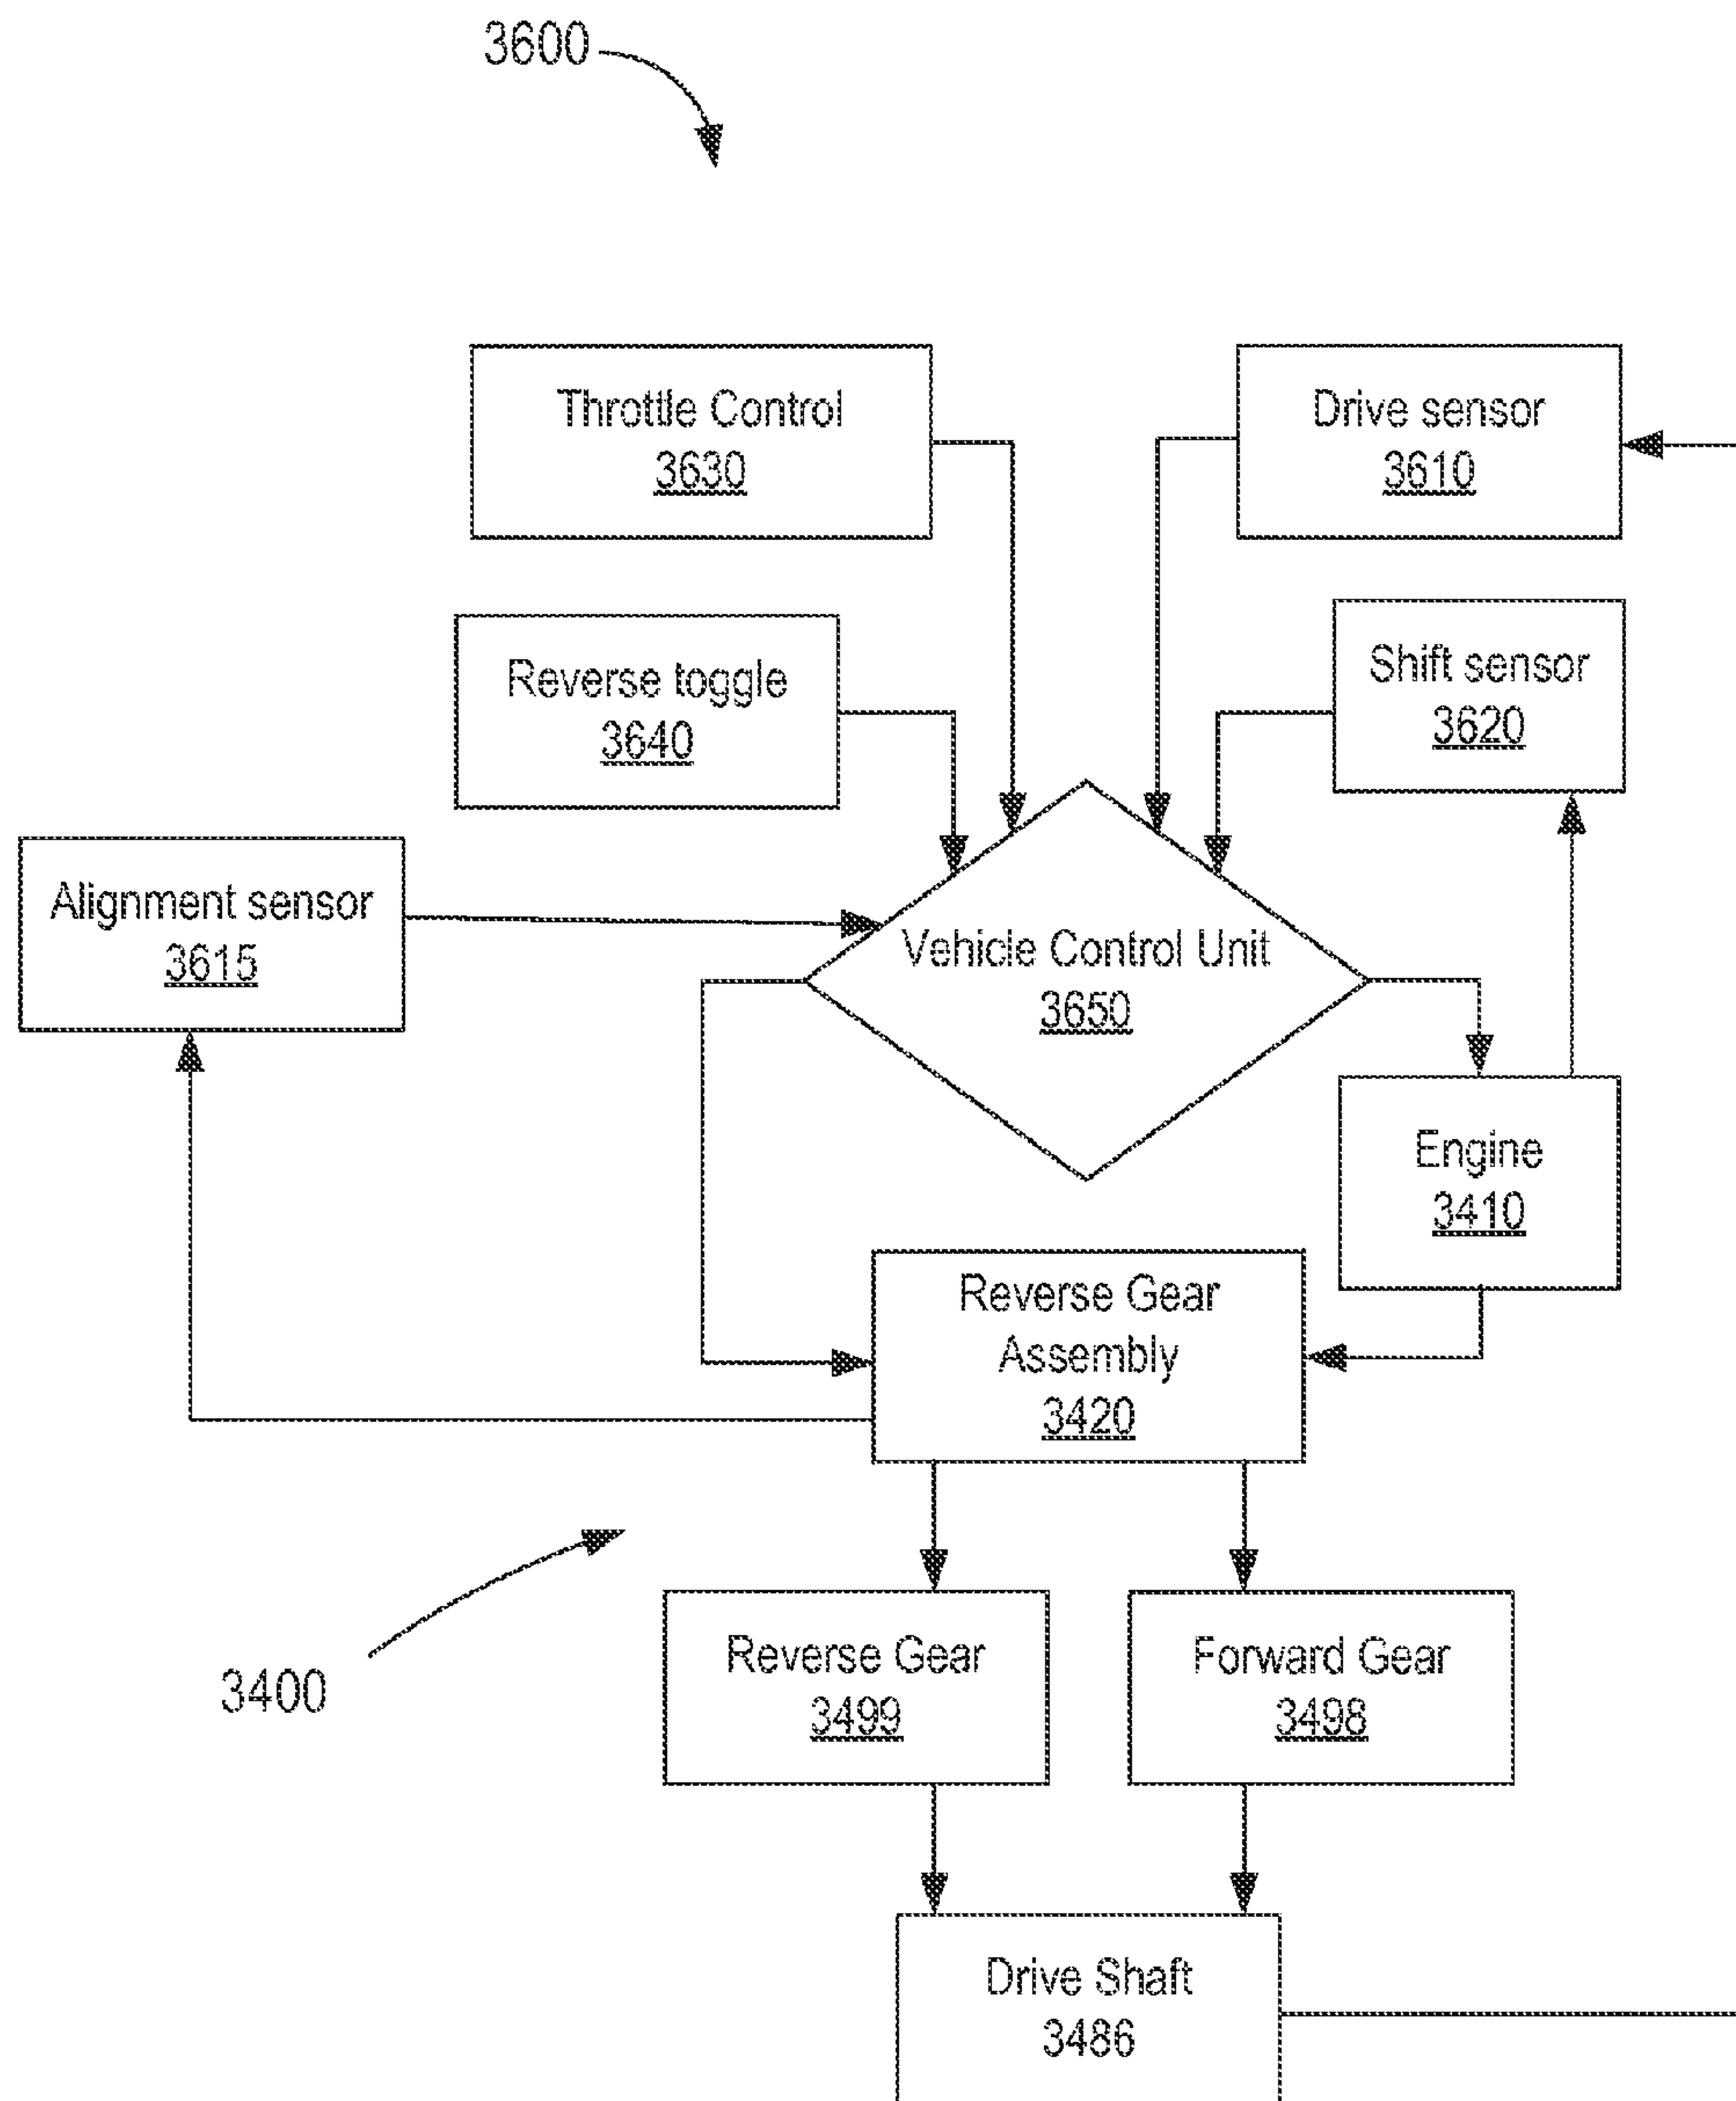 3600
Throttle Control
3630
Drive sensor
3610
Reverse toggle
3640
Shift sensor
3620
Alignment sensor
3615
Vehicle Control Unit
3650
Engine
3410
Reverse Gear
Assembly
3420
3400
Reverse Gear
3499
Forward Gear
3498
Drive Shaft
3486